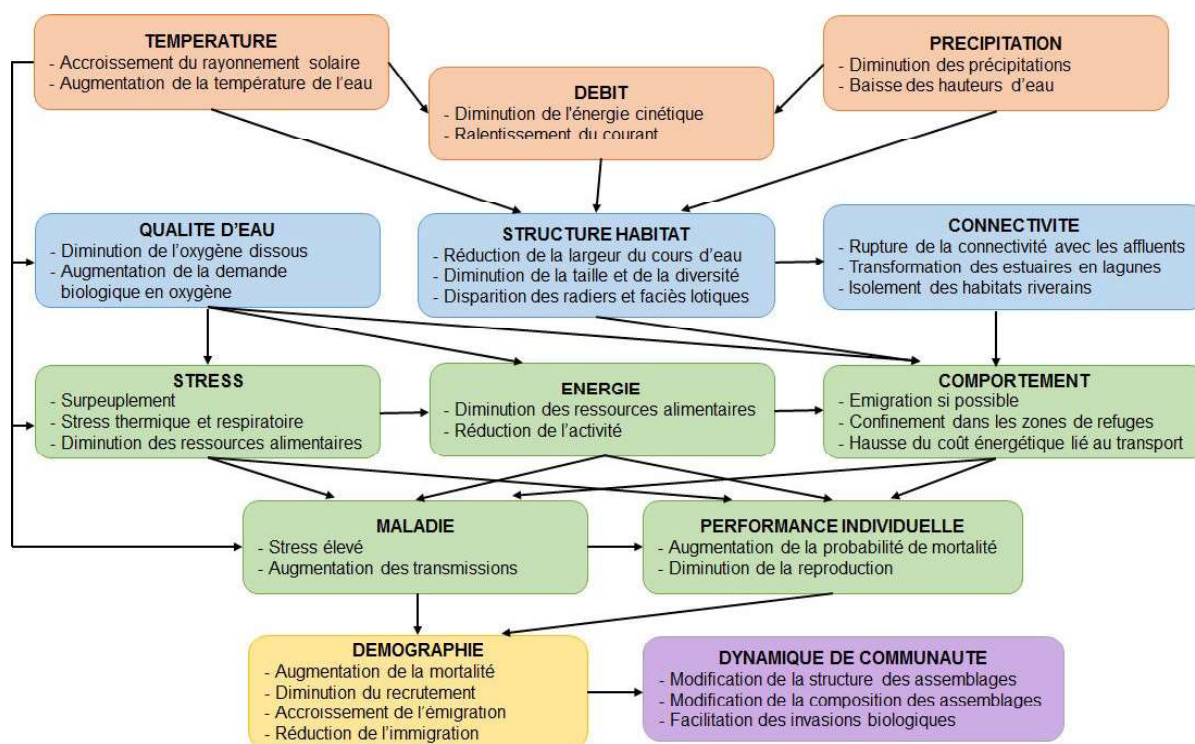 TEMPERATURE
- Accroissement du rayonnement solaire
- Augmentation de la température de l'eau
PRECIPITATION
- Diminution des précipitations
- Baisse des hauteurs d'eau
DEBIT
- Diminution de l'énergie cinétique
- Ralentissement du courant
QUALITE D'EAU
- Diminution de l'oxygène dissous
- Augmentation de la demande
biologique en oxygène
STRUCTURE HABITAT
- Réduction de la largeur du cours d'eau
- Diminution de la taille et de la diversité
- Disparition des radiers et faciès lotiques
CONNECTIVITE
- Rupture de la connectivité avec les affluents
- Transformation des estuaires en lagunes
- Isolement des habitats riverains
STRESS
- Surpeuplement
- Stress thermique et respiratoire
- Diminution des ressources alimentaires
ENERGIE
- Diminution des ressources alimentaires
- Réduction de l'activité
COMPORTEMENT
- Emigration si possible
- Confinement dans les zones de refuges
- Hausse du coût énergétique lié au transport
MALADIE
- Stress élevé
- Augmentation des transmissions
PERFORMANCE INDIVIDUELLE
- Augmentation de la probabilité de mortalité
- Diminution de la reproduction
DEMOGRAPHIE
- Augmentation de la mortalité
- Diminution du recrutement
- Accroissement de l'émigration
- Réduction de l'immigration
DYNAMIQUE DE COMMUNAUTE
- Modification de la structure des assemblages
- Modification de la composition des assemblages
- Facilitation des invasions biologiques